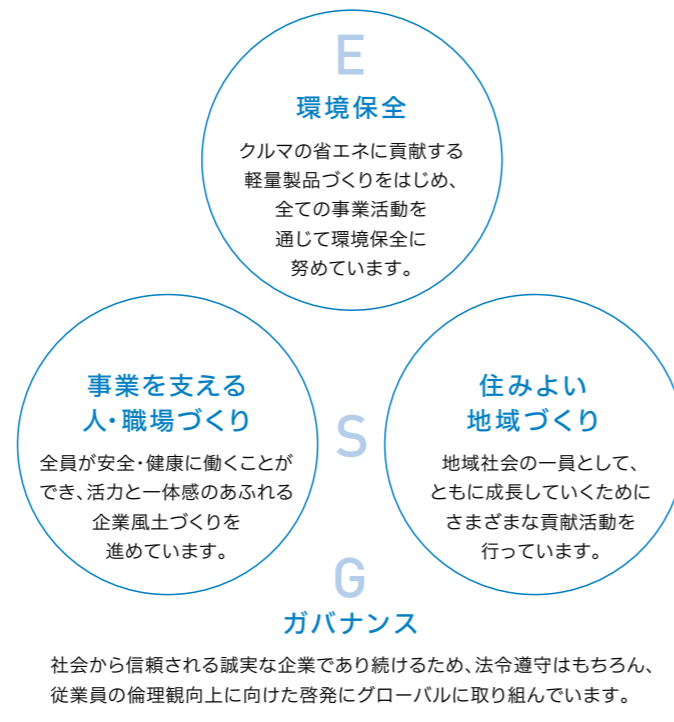 E
環境保全
クルマの省エネに貢献する
軽量製品づくりをはじめ、
全ての事業活動を
通じて環境保全に
努めています。
事業を支える
人・職場づくり
全員が安全・健康に働くことが
でき、活力と一体感のあふれる
企業風土づくりを
進めています。
S
住みよい
地域づくり
地域社会の一員として、
ともに成長していくために
さまざまな貢献活動を
行っています。
G
ガバナンス
社会から信頼される誠実な企業であり続けるため、法令遵守はもちろん、
従業員の倫理観向上に向けた啓発にグローバルに取り組んでいます。